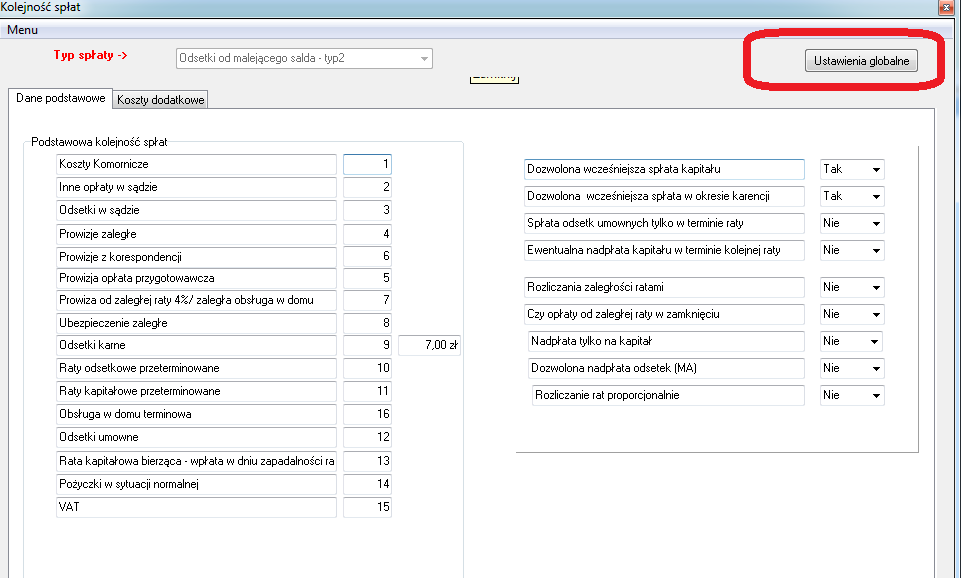 Kolejność spłat
Menu
Typ spłaty ->
Odsetki od malejącego salda - typ2
Ustawienia globalne
Dane podstawowe
Koszty dodatkowe
Podstawowa kolejność spłat
Koszty Komornicze 1
Inne opłaty w sądzie 2
Odsetki w sądzie 3
Prowizje zaległe 4
Prowizje z korespondencji 6
Prowizja opłata przygotowawcza 5
Prowiza od zaległej raty 4%/ zaległa obsługa w domu 7
Ubezpieczenie zaległe 8
Odsetki karne 9 7,00 zł
Raty odsetkowe przeterminowane 10
Raty kapitałowe przeterminowane 11
Obsługa w domu terminowa 16
Odsetki umowne 12
Rata kapitałowa bierząca - wpłata w dniu zapadalności ra 13
Pożyczki w sytuacji normalnej 14
VAT 15
Dozwolona wcześniejsza spłata kapitału Tak
Dozwolona wcześniejsza spłata w okresie karencji Tak
Spłata odsetk umownych tylko w terminie raty Nie
Ewentualna nadpłata kapitału w terminie kolejnej raty Nie
Rozliczania zaległości ratami Nie
Czy opłaty od zaległej raty w zamknięciu Nie
Nadpłata tylko na kapitał Nie
Dozwolona nadpłata odsetek (MA) Nie
Rozliczanie rat proporcjonalnie Nie